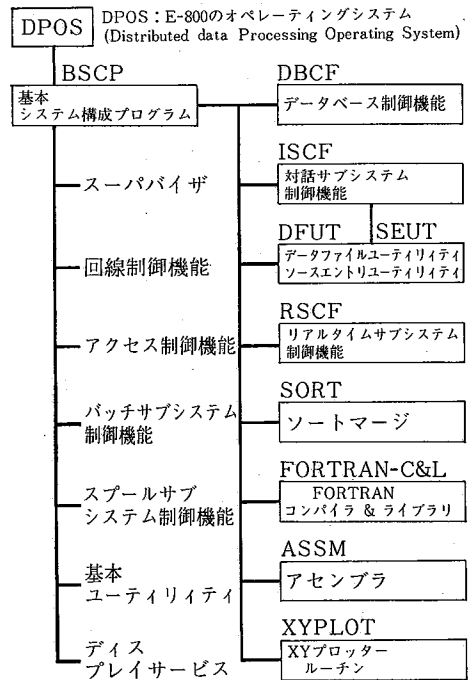 DPOS
DPOS:E-800のオペレーティングシステム
(Distributed data Processing Operating System)
BSCP
基本
システム構成プログラム
スーパバイザ
回線制御機能
アクセス制御機能
バッチサブシステム
制御機能
スプールサブ
システム制御機能
基本
ユーティリィティ
ディス
プレイサービス
DBCF
データベース制御機能
ISCF
対話サブシステム
制御機能
DFUT SEUT
データファイルユーティリィティ
ソースエントリユーティリィティ
RSCF
リアルタイムサブシステム
制御機能
SORT
ソートマージ
FORTRAN-C&L
FORTRAN
コンパイラ & ライブラリ
ASSM
アセンブラ
XYPLOT
XYプロッター
ルーチン